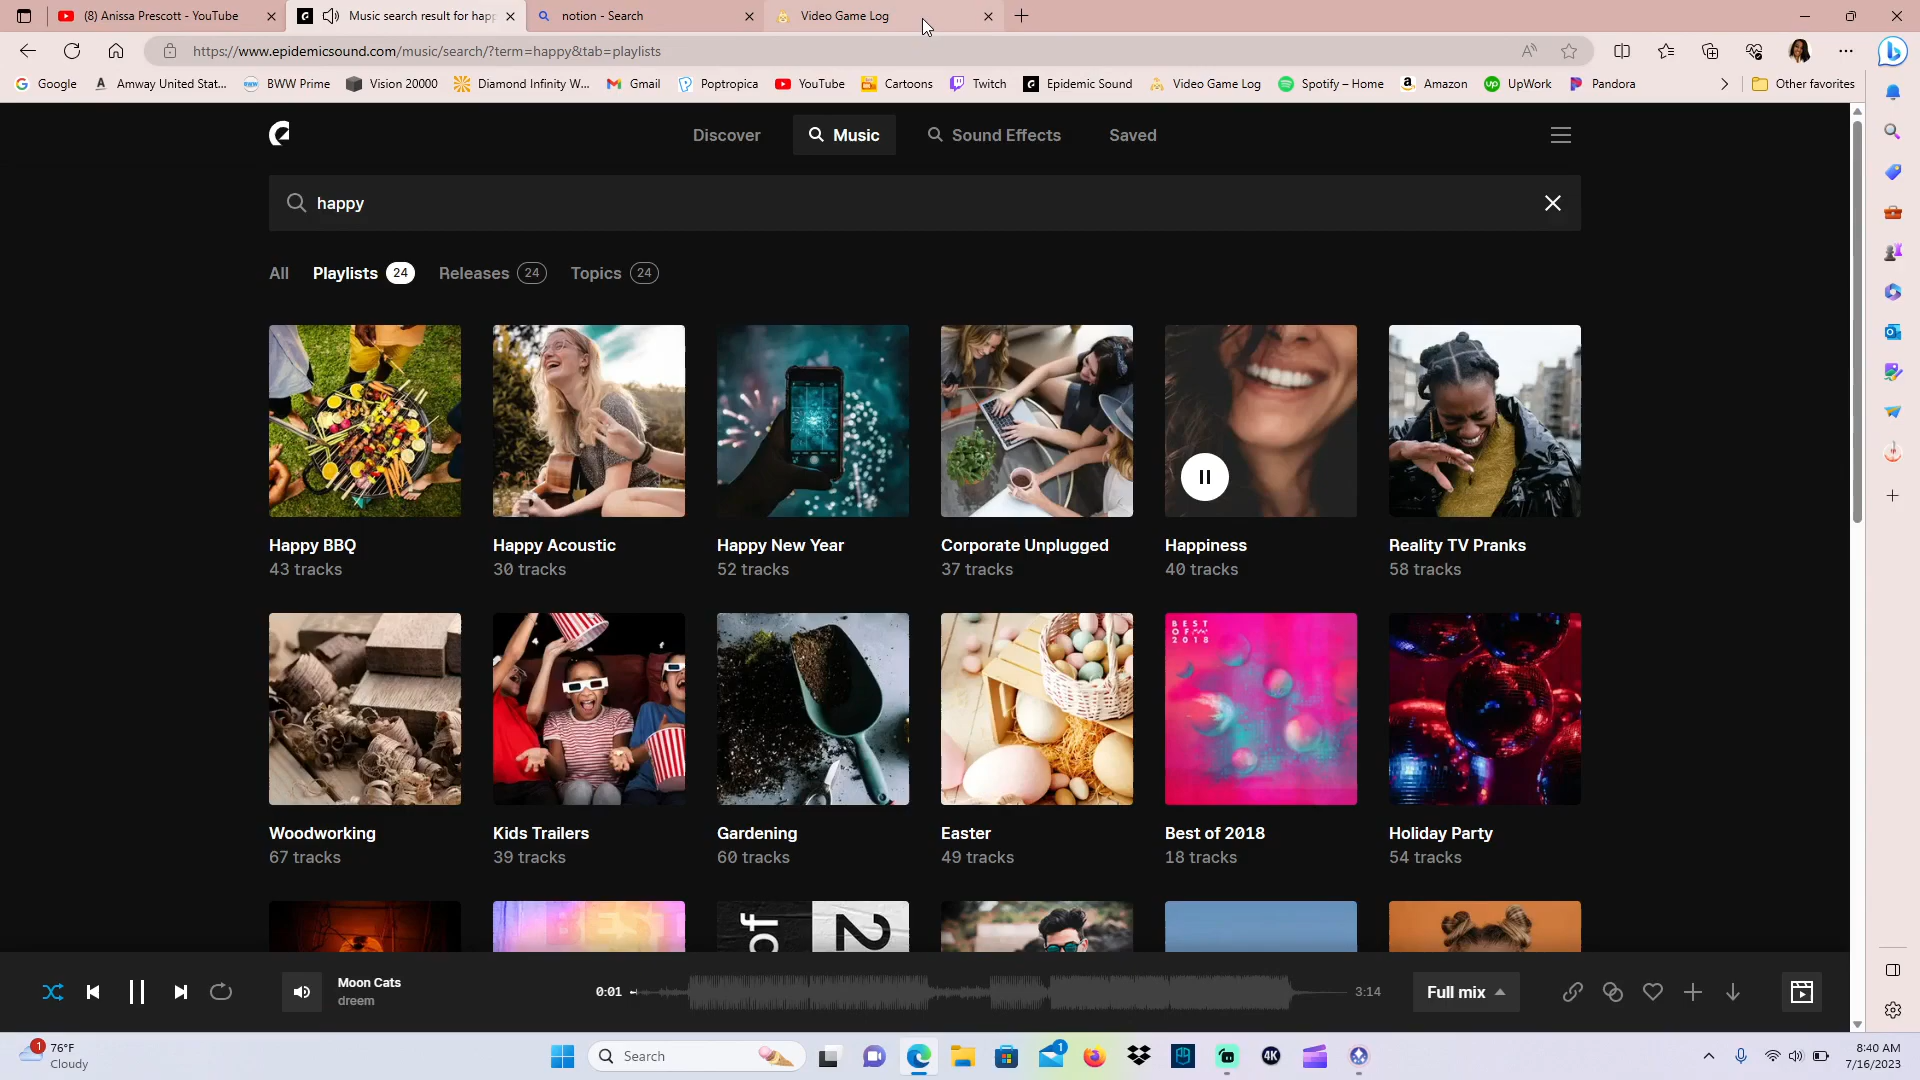 (8) Anissa Prescott - YouTube
Music search result for happ
notion - Search
Video Game Log
https://www.epidemicsound.com/music/search/?term=happy&tab=playlists
Google
Amway United Stat...
BWW Prime
Vision 20000
Diamond Infinity W...
Gmail
Poptropica
YouTube
Cartoons
Twitch
Epidemic Sound
Video Game Log
Spotify – Home
Amazon
UpWork
Pandora
Other favorites
Discover
Music
Sound Effects
Saved
happy
All
Playlists 24
Releases 24
Topics 24
Happy BBQ
43 tracks
Happy Acoustic
30 tracks
Happy New Year
52 tracks
Corporate Unplugged
37 tracks
Happiness
40 tracks
Reality TV Pranks
58 tracks
BEST
OF
2018
Woodworking
67 tracks
Kids Trailers
39 tracks
Gardening
60 tracks
Easter
49 tracks
Best of 2018
18 tracks
Holiday Party
54 tracks
of
2
Moon Cats
dreem
0:01
3:14
Full mix
1
76°F
Cloudy
Search
1
4K
8:40 AM
7/16/2023